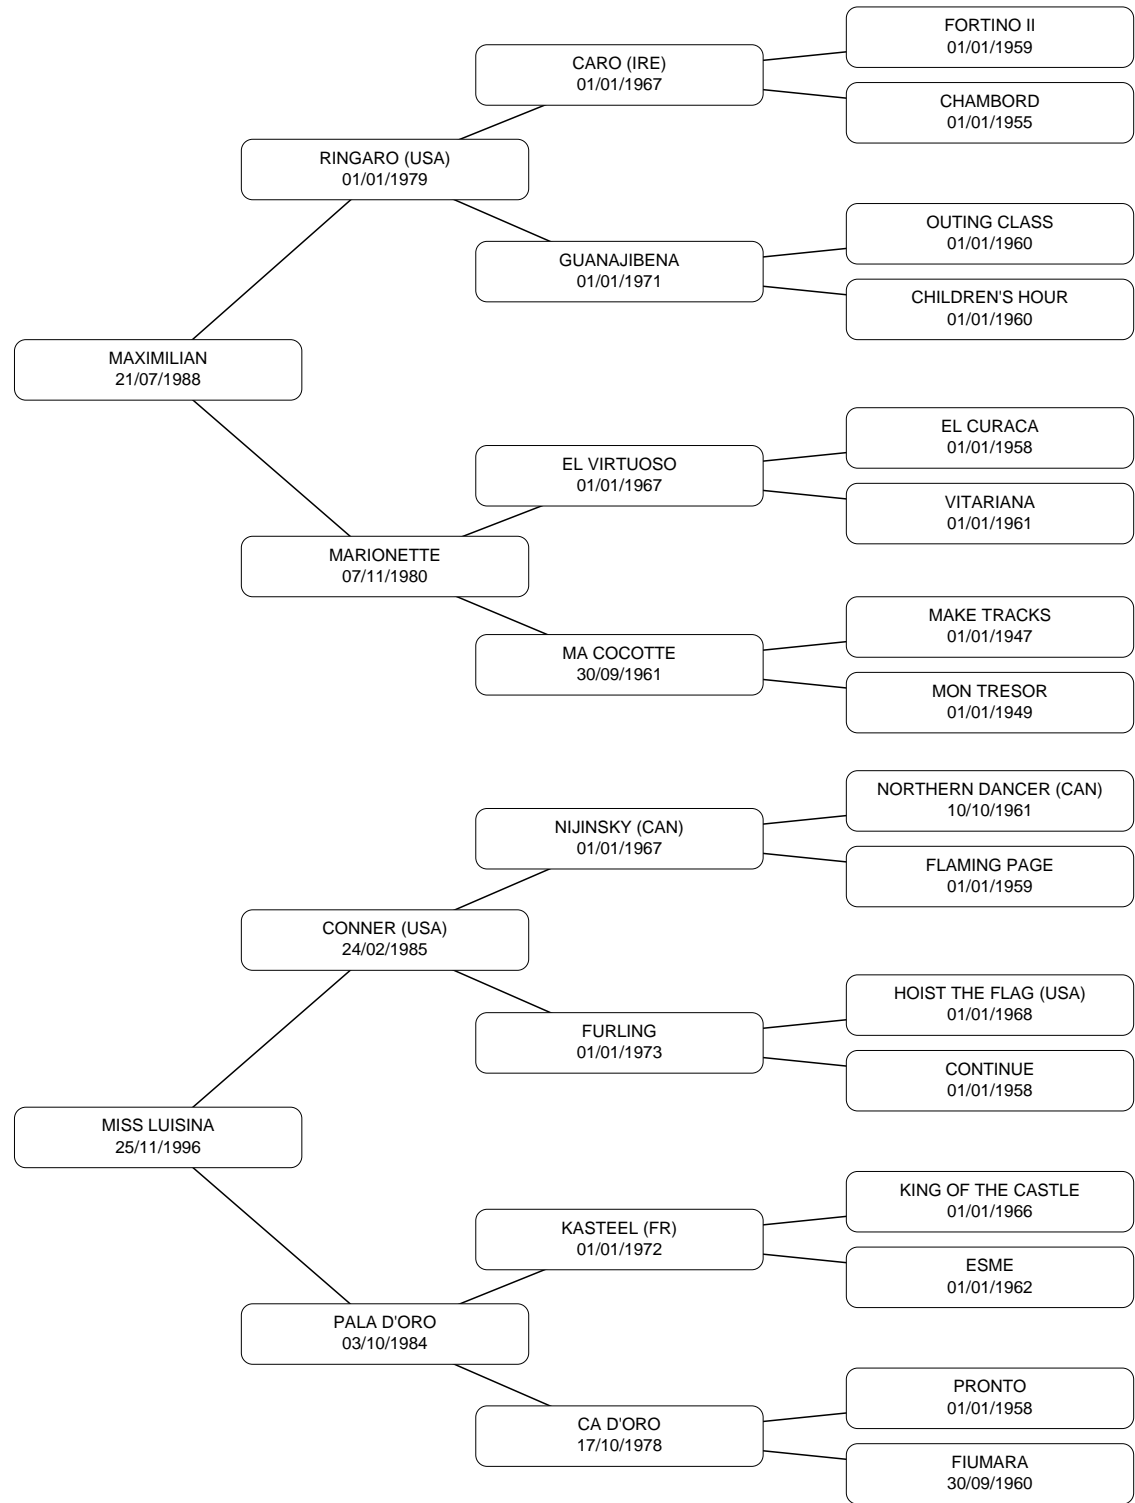 FORTINO II
01/01/1959
CARO (IRE)
01/01/1967
CHAMBORD
01/01/1955
RINGARO (USA)
01/01/1979
OUTING CLASS
01/01/1960
GUANAJIBENA
01/01/1971
CHILDREN'S HOUR
01/01/1960
MAXIMILIAN
21/07/1988
EL CURACA
01/01/1958
EL VIRTUOSO
01/01/1967
VITARIANA
01/01/1961
MARIONETTE
07/11/1980
MAKE TRACKS
01/01/1947
MA COCOTTE
30/09/1961
MON TRESOR
01/01/1949
NORTHERN DANCER (CAN)
10/10/1961
NIJINSKY (CAN)
01/01/1967
FLAMING PAGE
01/01/1959
CONNER (USA)
24/02/1985
HOIST THE FLAG (USA)
01/01/1968
FURLING
01/01/1973
CONTINUE
01/01/1958
MISS LUISINA
25/11/1996
KING OF THE CASTLE
01/01/1966
KASTEEL (FR)
01/01/1972
ESME
01/01/1962
PALA D'ORO
03/10/1984
PRONTO
01/01/1958
CA D'ORO
17/10/1978
FIUMARA
30/09/1960